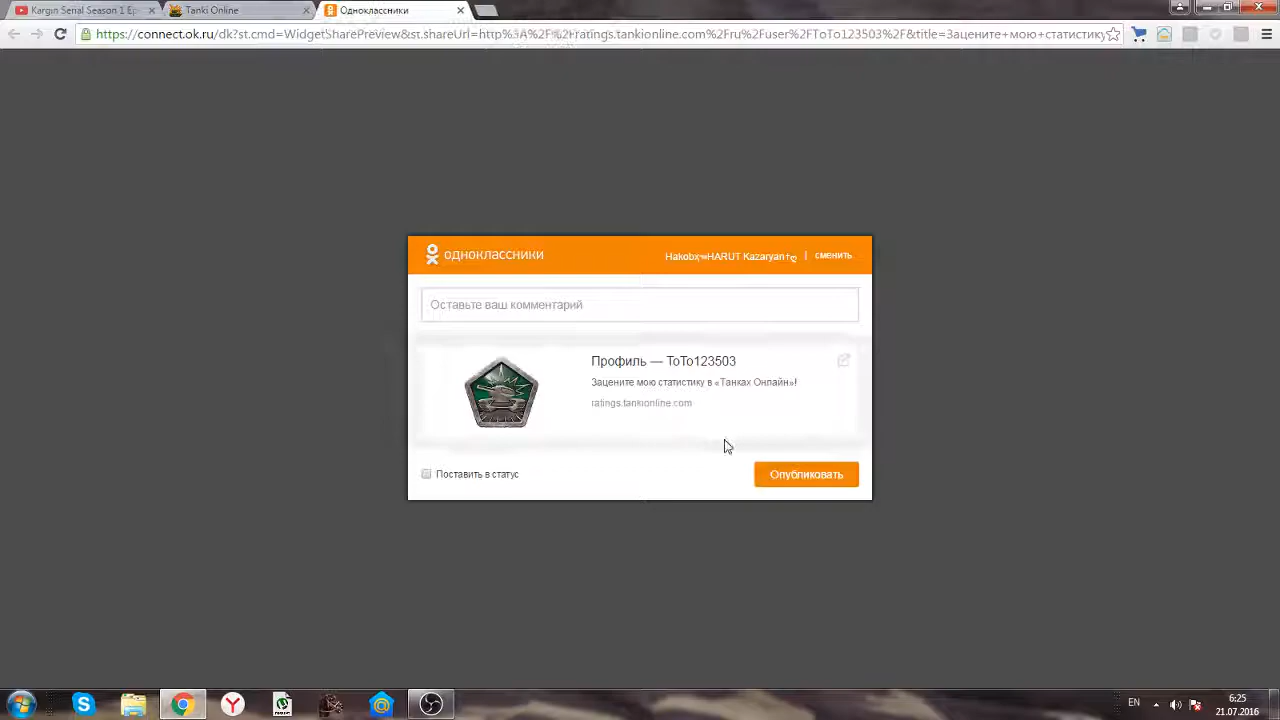 Kargin Serial Season 1 Ep
Tanki Online
Одноклассники
https://connect.ok.ru/dk?st.cmd=WidgetSharePreview&st.shareUrl=http%3A%2F%2Fratings.tankionline.com%2Fru%2Fuser%2FToTo123503%2F&title=Зацените+мою+статистику
одноклассники
HARUT Kazaryan
сменить
Оставьте ваш комментарий
Профиль — ToTo123503
Зацените мою статистику в «Танках Онлайн»!
ratings.tankionline.com
Поставить в статус
Опубликовать
EN
6:25
21.07.2016